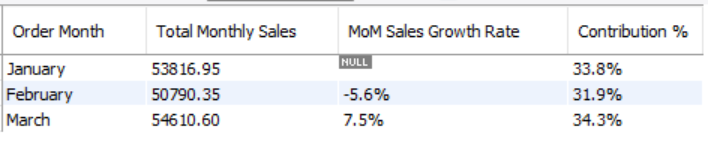 Order Month Total Monthly Sales MoM Sales Growth Rate Contribution %
January 53816.95 NULL 33.8%
February 50790.35 -5.6% 31.9%
March 54610.60 7.5% 34.3%